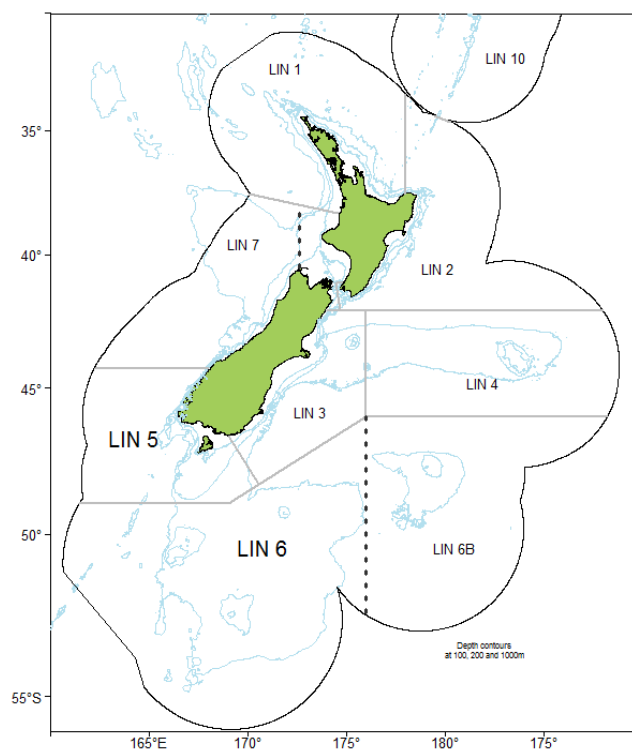 LIN 1
LIN 10
35°
LIN 7
40°
LIN 2
45°
LIN 4
LIN 3
LIN 5
50°
LIN 6
LIN 6B
Depth contours
at 100, 200 and 1000m
55°S
165°E
170°
175°
180°
175°